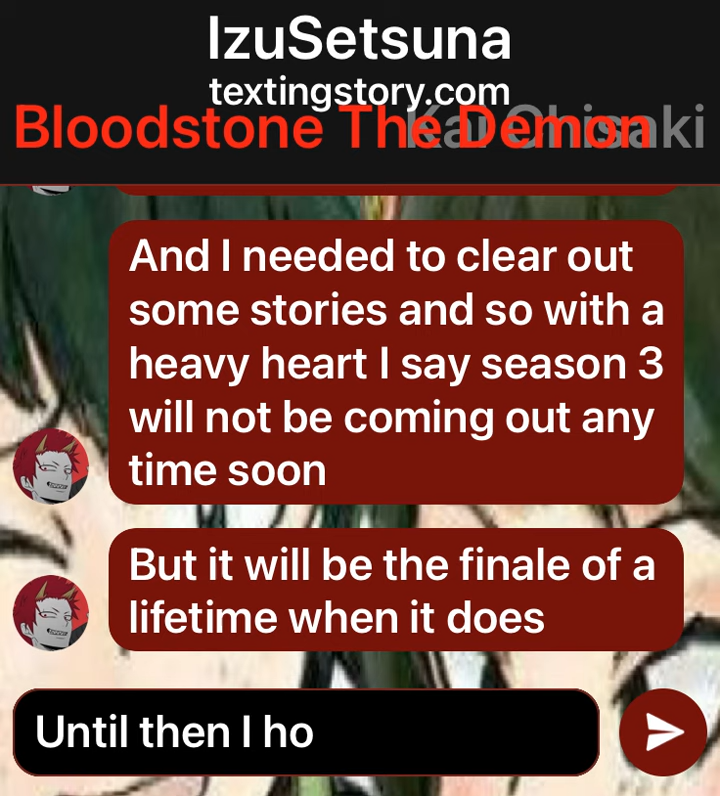 IzuSetsuna
textingstory.com
Bloodstone The Demon
Kai Chisaki
And I needed to clear out
some stories and so with a
heavy heart I say season 3
will not be coming out any
time soon
But it will be the finale of a
lifetime when it does
Until then I ho